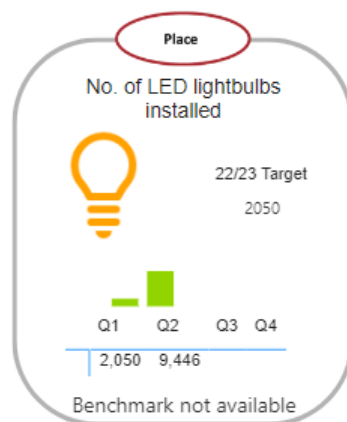 Place
No. of LED lightbulbs
installed
22/23 Target
2050
Q1 Q2 Q3 Q4
2,050 9,446
Benchmark not available